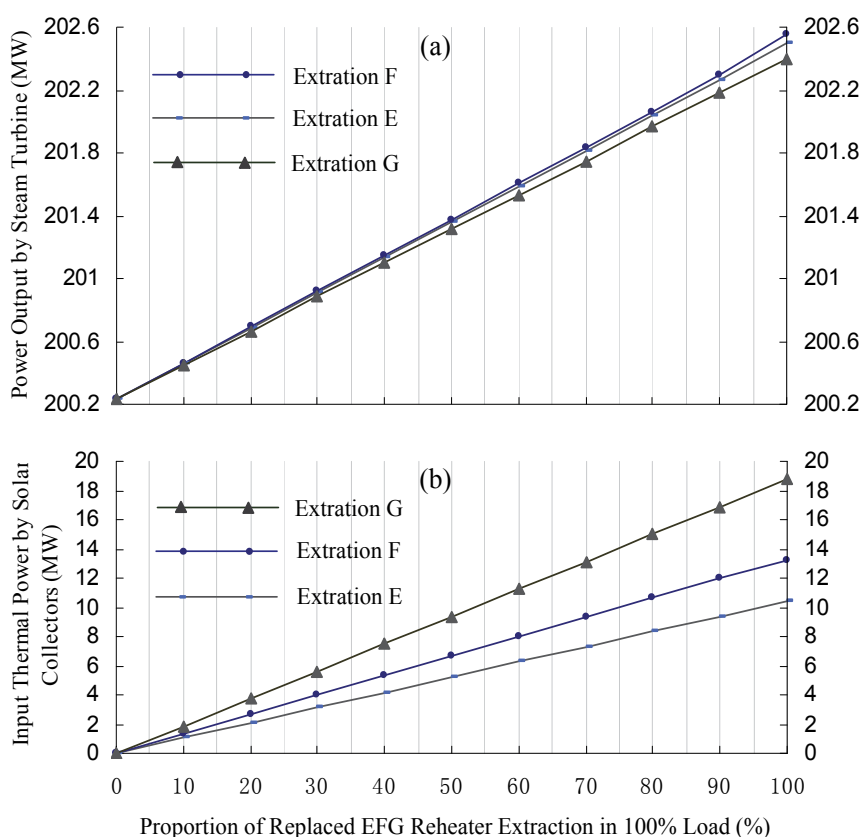 (a)
Power Output by Steam Turbine (MW)
202.6
202.2
201.8
201.4
201
200.6
200.2
202.6
202.2
201.8
201.4
201
200.6
200.2
Extration F
Extration E
Extration G
(b)
Input Thermal Power by Solar
Collectors (MW)
20
18
16
14
12
10
8
6
4
2
0
20
18
16
14
12
10
8
6
4
2
0
Extration G
Extration F
Extration E
0 10 20 30 40 50 60 70 80 90 100
Proportion of Replaced EFG Reheater Extraction in 100% Load (%)